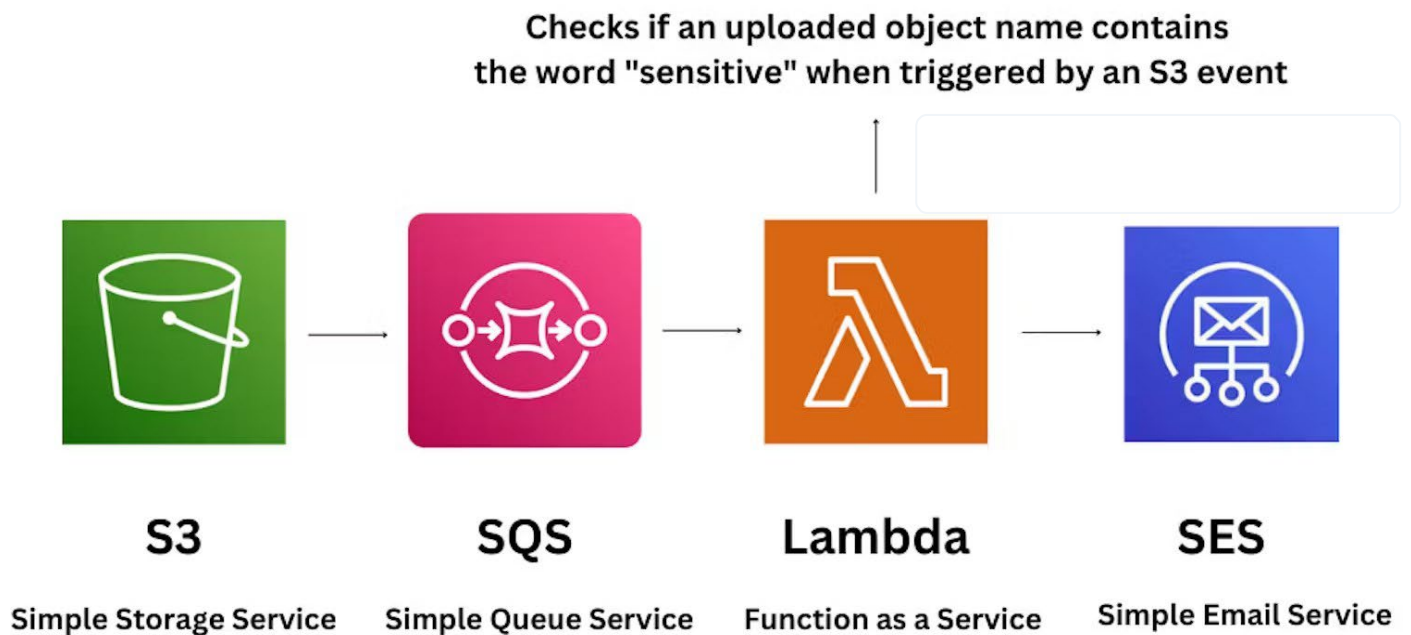 Checks if an uploaded object name contains
the word "sensitive" when triggered by an S3 event
S3
SQS
Lambda
SES
Simple Storage Service
Simple Queue Service
Function as a Service
Simple Email Service